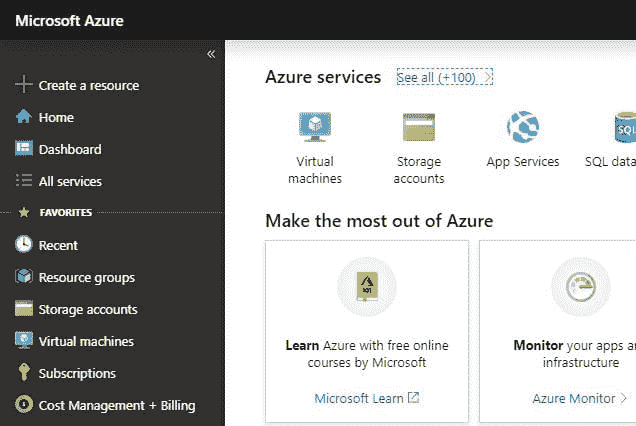 Microsoft Azure
«
Create a resource
Home
Dashboard
All services
FAVORITES
Recent
Resource groups
Storage accounts
Virtual machines
Subscriptions
Cost Management + Billing
Azure services See all (+100)
Virtual
machines
Storage
accounts
App Services
SQL data
SQL
Make the most out of Azure
101
Learn Azure with free online
courses by Microsoft
Microsoft Learn
Monitor your apps
infrastructure
Azure Monitor